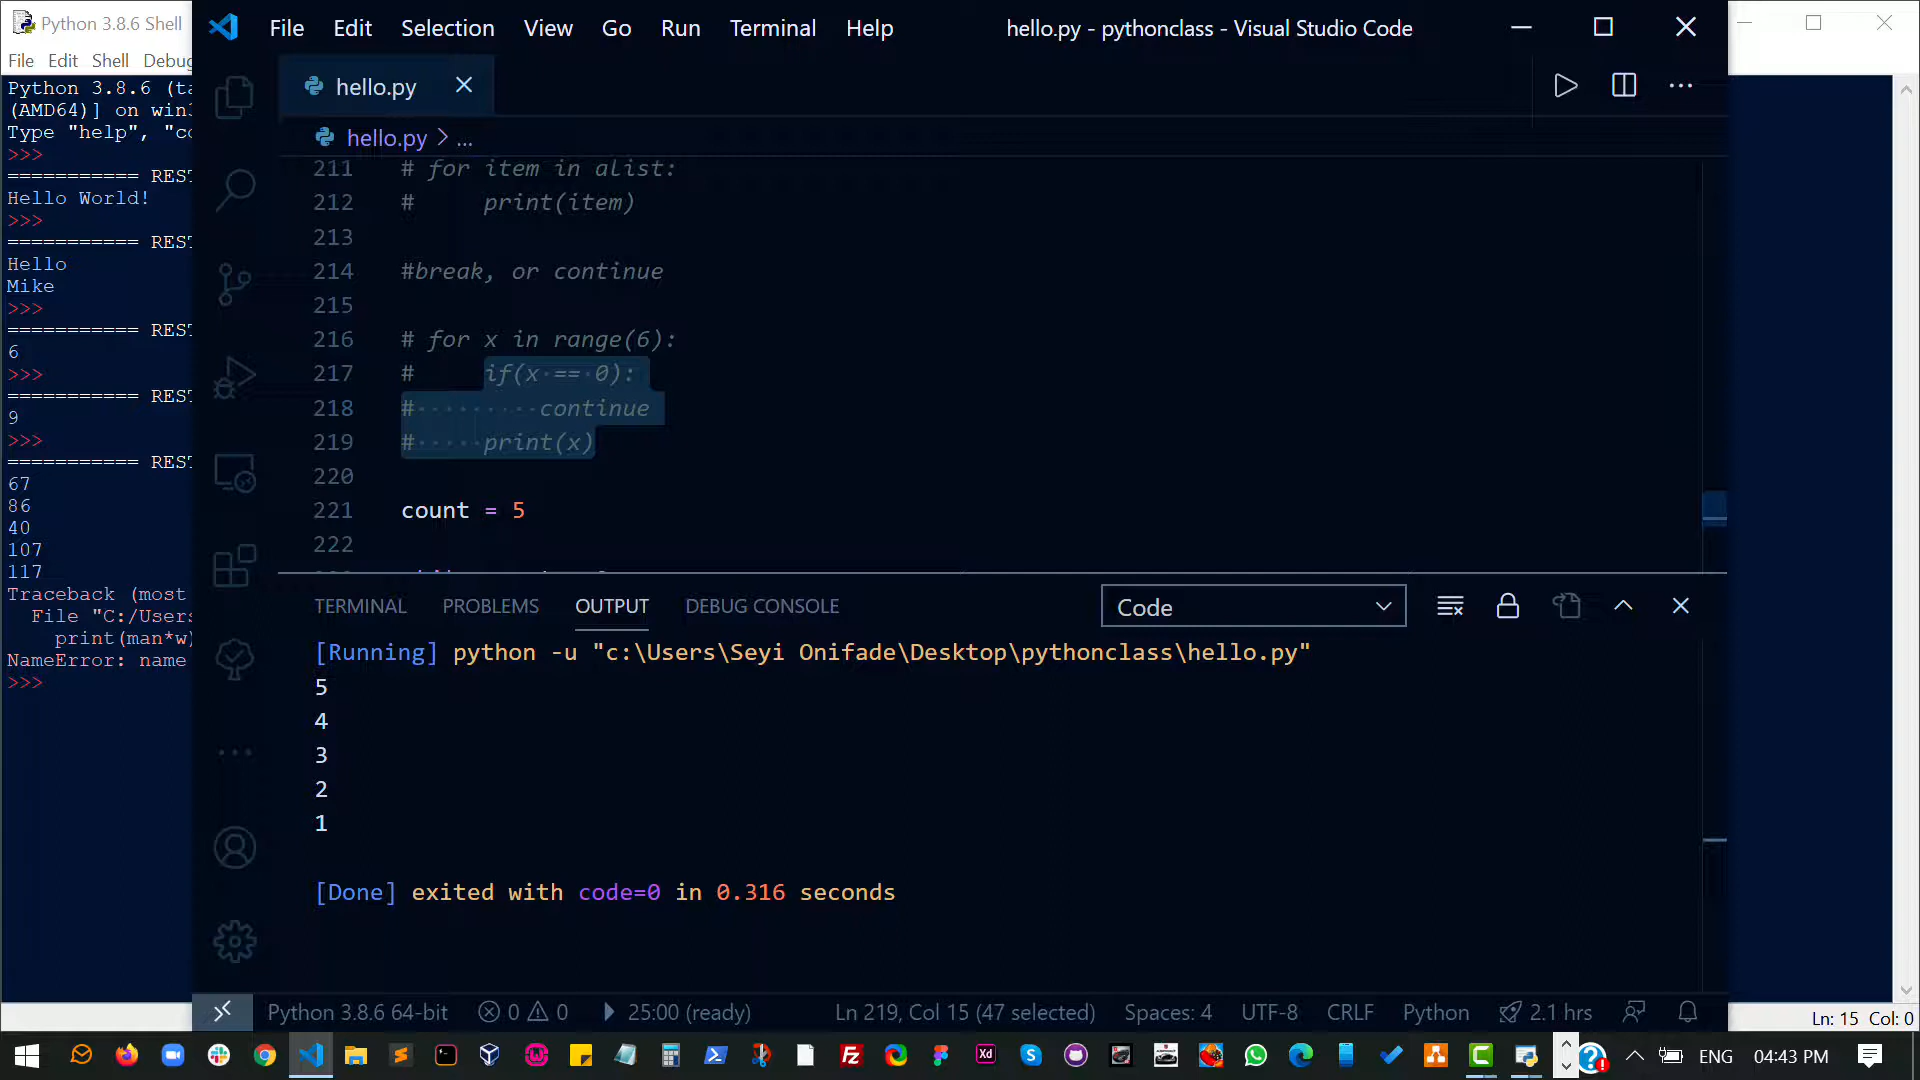 Python 3.8.6 Shell
File Edit Shell Debug
Python 3.8.6 (ta
(AMD64)] on win3
Type "help", "co
>>>
=========== REST
Hello World!
>>>
=========== REST
Hello
Mike
>>>
=========== REST
6
>>>
=========== REST
9
>>>
=========== REST
67
86
40
107
117
Traceback (most
File "C:/Users
print(man*w)
NameError: name
>>>
File Edit Selection View Go Run Terminal Help
hello.py - pythonclass - Visual Studio Code
hello.py
hello.py > ...
211 # for item in aList:
212 # print(item)
213
214 #break, or continue
215
216 # for x in range(6):
217 # if(x == 0):
218 # continue
219 # print(x)
220
221 count = 5
222
TERMINAL PROBLEMS OUTPUT DEBUG CONSOLE
Code
[Running] python -u "c:\Users\Seyi Onifade\Desktop\pythonclass\hello.py"
5
4
3
2
1
[Done] exited with code=0 in 0.316 seconds
Python 3.8.6 64-bit 0 0 25:00 (ready) Ln 219, Col 15 (47 selected) Spaces: 4 UTF-8 CRLF Python 2.1 hrs
Ln: 15 Col: 0
ENG 04:43 PM